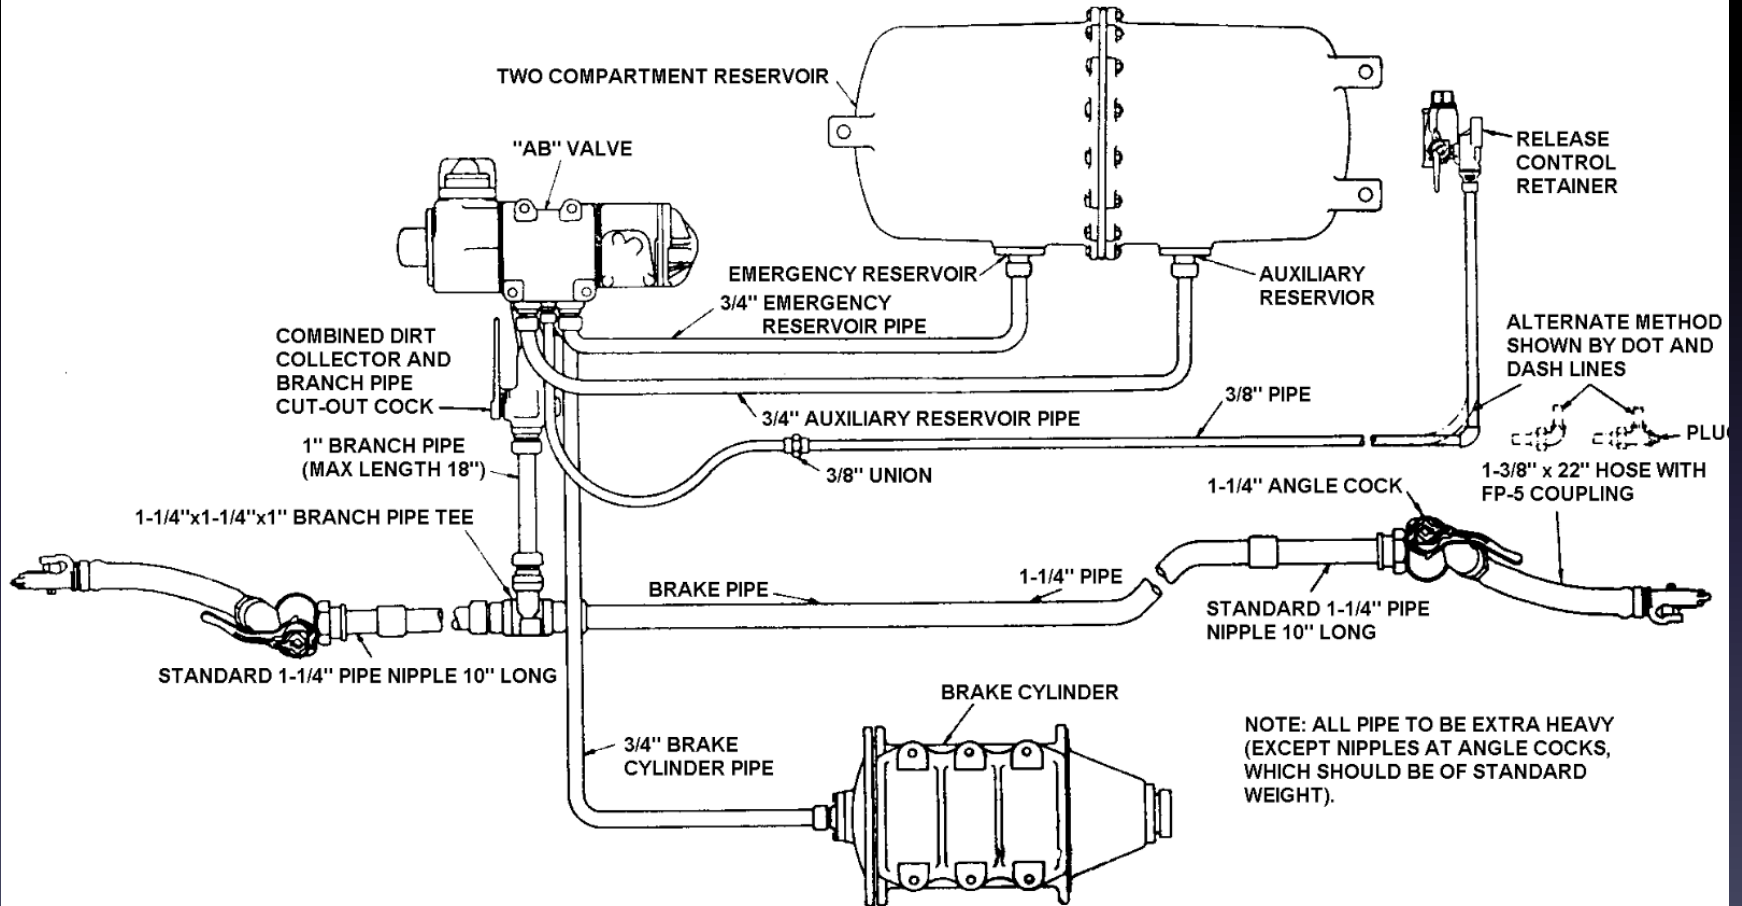 TWO COMPARTMENT RESERVOIR
"AB" VALVE
RELEASE
CONTROL
RETAINER
EMERGENCY RESERVOIR
AUXILIARY
RESERVIOR
3/4" EMERGENCY
RESERVOIR PIPE
COMBINED DIRT
COLLECTOR AND
BRANCH PIPE
CUT-OUT COCK
ALTERNATE METHOD
SHOWN BY DOT AND
DASH LINES
3/8" PIPE
3/4" AUXILIARY RESERVOIR PIPE
PLU
1" BRANCH PIPE
(MAX LENGTH 18")
3/8" UNION
1-3/8" x 22" HOSE WITH
FP-5 COUPLING
1-1/4" ANGLE COCK
1-1/4"x1-1/4"x1" BRANCH PIPE TEE
BRAKE PIPE
1-1/4" PIPE
STANDARD 1-1/4" PIPE
NIPPLE 10" LONG
STANDARD 1-1/4" PIPE NIPPLE 10" LONG
BRAKE CYLINDER
3/4" BRAKE
CYLINDER PIPE
NOTE: ALL PIPE TO BE EXTRA HEAVY
(EXCEPT NIPPLES AT ANGLE COCKS,
WHICH SHOULD BE OF STANDARD
WEIGHT).